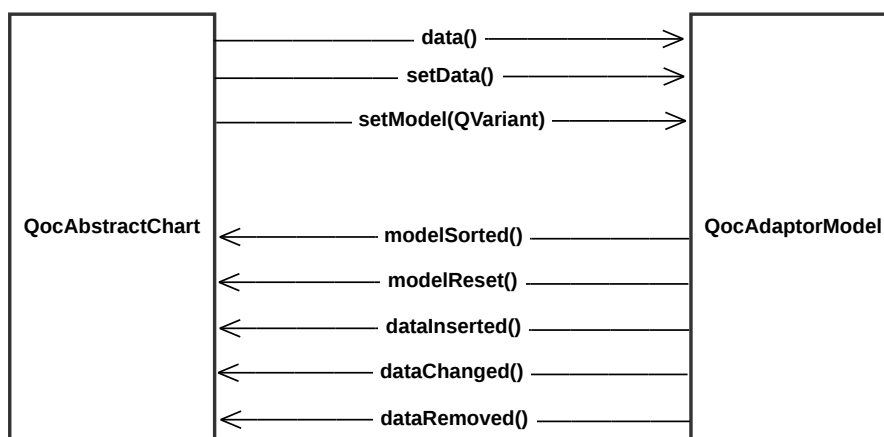 data()
setData()
setModel(QVariant)
QocAbstractChart
QocAdaptorModel
modelSorted()
modelReset()
dataInserted()
dataChanged()
dataRemoved()